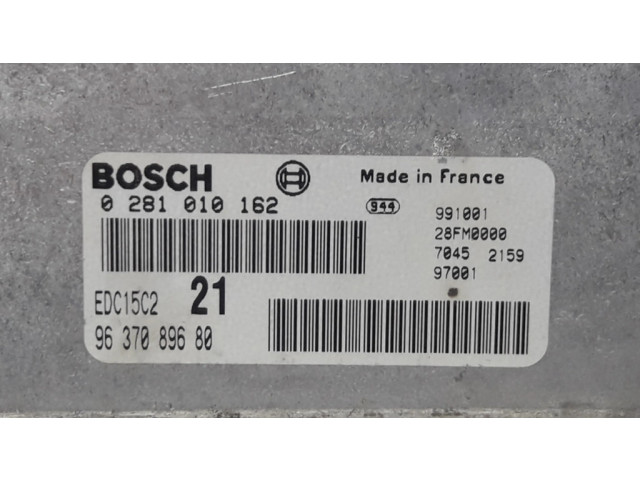 BOSCH
Made in France
0 281 010 162
944
991001
28FM0000
7045 2159
97001
EDC15C2 21
96 370 896 80